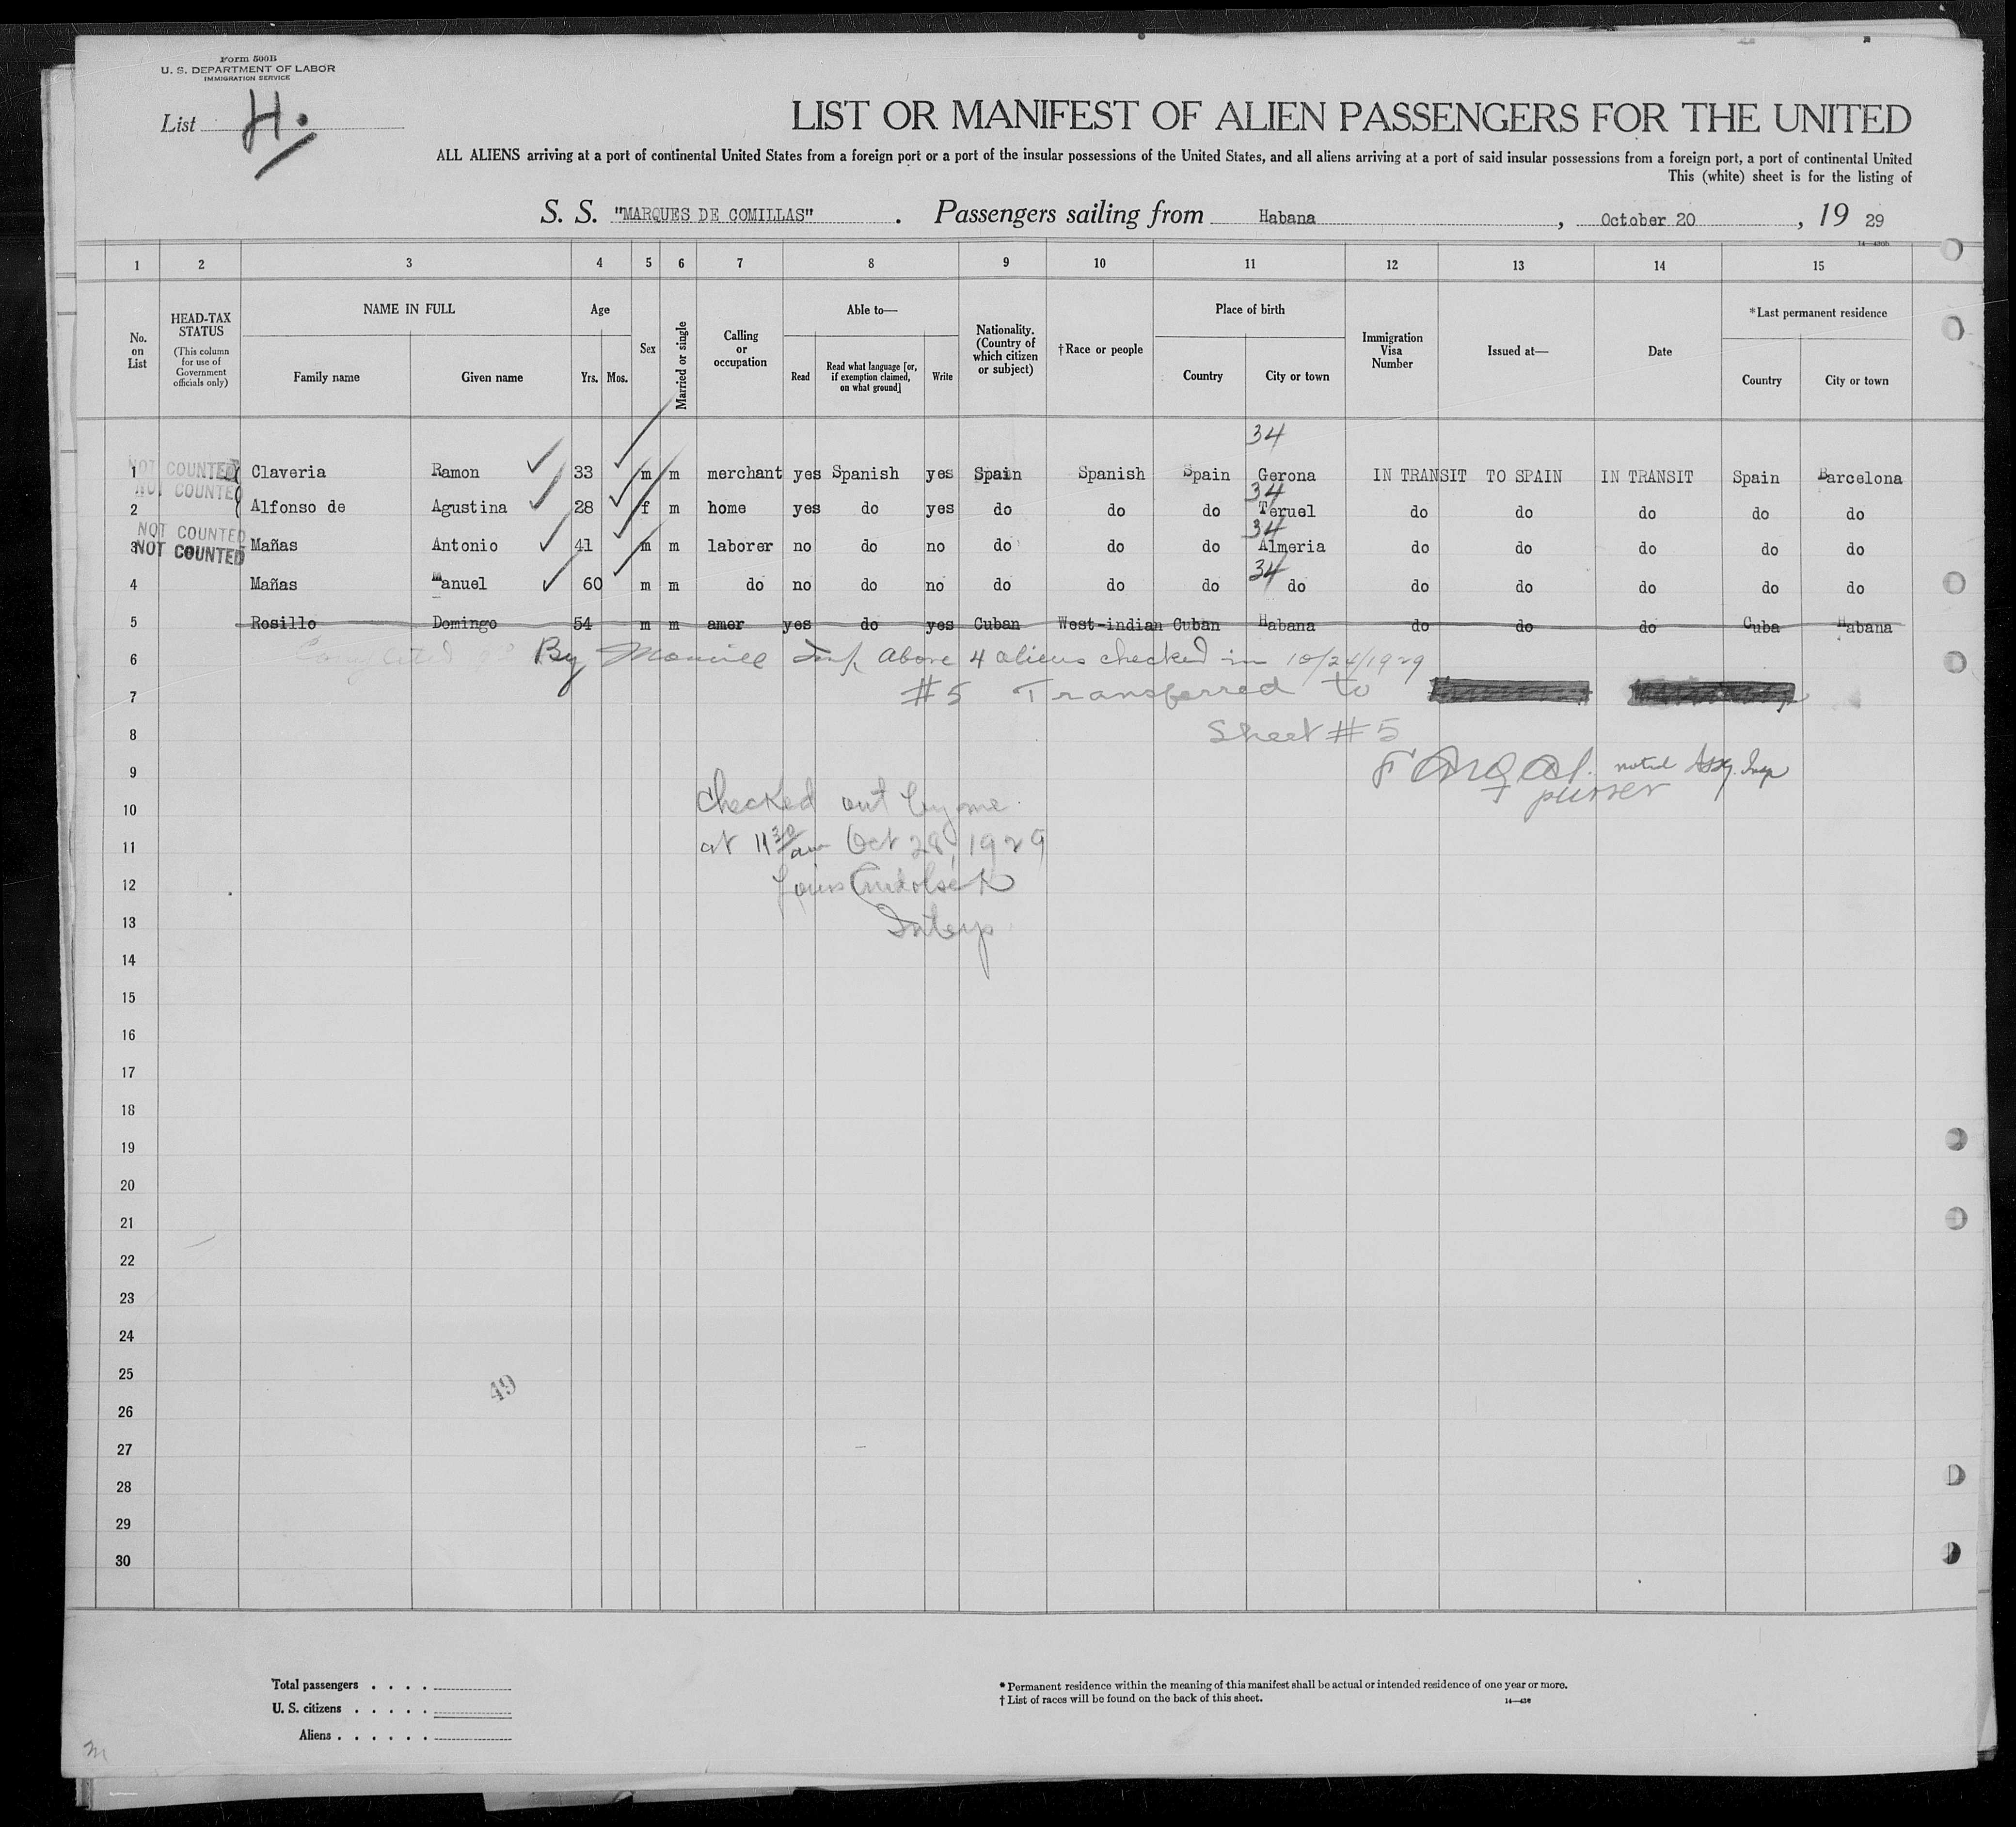 Form 500B
U. S. DEPARTMENT OF LABOR
IMMIGRATION SERVICE
List H.
LIST OR MANIFEST OF ALIEN PASSENGERS FOR THE UNITED
ALL ALIENS arriving at a port of continental United States from a foreign port or a port of the insular possessions of the United States, and all aliens arriving at a port of said insular possessions from a foreign port, a port of continental United
This (white) sheet is for the listing of
S. S. "MARQUES DE COMILLAS" . Passengers sailing from Habana , October 20 , 19 29
1 2 3 4 5 6 7 8 9 10 11 12 13 14 15
No. on List
HEAD-TAX STATUS (This column for use of Government officials only)
NAME IN FULL Family name Given name
Age Yrs. Mos.
Sex
Married or single
Calling or occupation
Able to— Read Read what language [or, if exemption claimed, on what ground] Write
Nationality. (Country of which citizen or subject)
†Race or people
Place of birth Country City or town
Immigration Visa Number
Issued at—
Date
*Last permanent residence Country City or town
34
1 NOT COUNTED Claveria Ramon 33 m m merchant yes Spanish yes Spain Spanish Spain Gerona IN TRANSIT TO SPAIN IN TRANSIT Spain Barcelona
NOT COUNTED 34
2 Alfonso de Agustina 28 f m home yes do yes do do do Teruel do do do do do
NOT COUNTED 34
3 NOT COUNTED Mañas Antonio 41 m m laborer no do no do do do Almeria do do do do do
34
4 Mañas Manuel 60 m m do no do no do do do do do do do do do
5 Rosillo Domingo 54 m m amer yes do yes Cuban West-indian Cuban Habana do do do Cuba Habana
6 By Insp. Above 4 aliens checked in 10/24/1929
7 #5 Transferred to
8 Sheet #5
9 noted
purser
10 Checked out by me
11 at 11 30 am Oct 28, 1929
12 Louis
13 Interp
14
15
16
17
18
19
20
21
22
23
24
25
49
26
27
28
29
30
Total passengers . . . .
U. S. citizens . . . . .
Aliens . . . . . .
* Permanent residence within the meaning of this manifest shall be actual or intended residence of one year or more.
† List of races will be found on the back of this sheet.
14—430
m